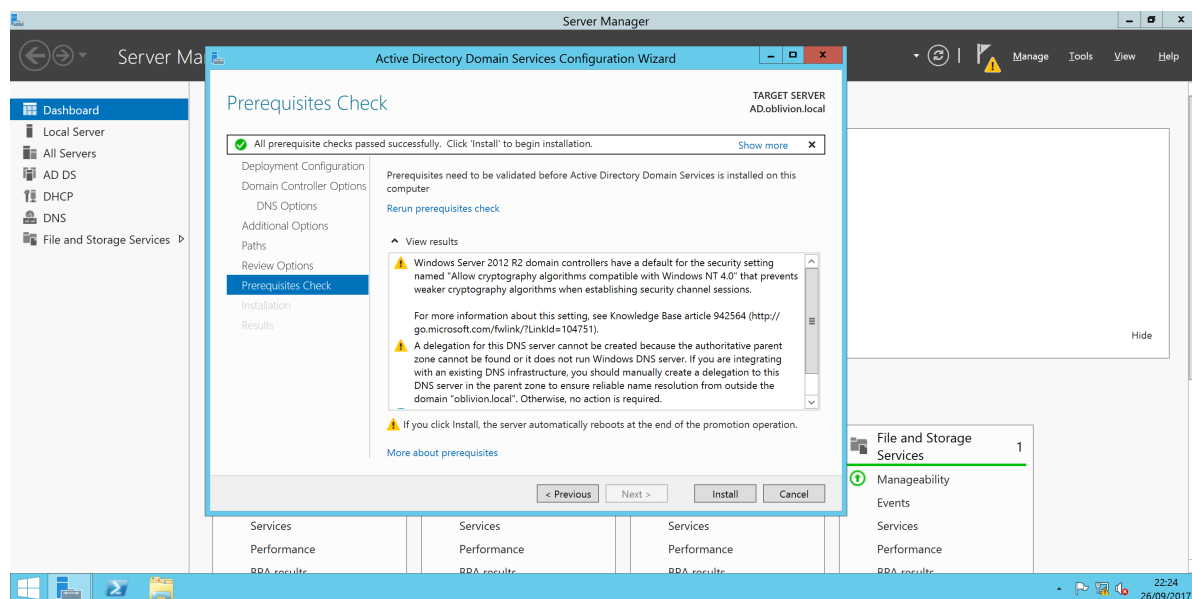 Server Manager
Server Ma
Manage Tools View Help
Dashboard
Local Server
All Servers
AD DS
DHCP
DNS
File and Storage Services
Active Directory Domain Services Configuration Wizard
Prerequisites Check
TARGET SERVER
AD.oblivion.local
All prerequisite checks passed successfully. Click 'Install' to begin installation.
Show more
Deployment Configuration
Domain Controller Options
DNS Options
Additional Options
Paths
Review Options
Prerequisites Check
Installation
Results
Prerequisites need to be validated before Active Directory Domain Services is installed on this
computer
Rerun prerequisites check
View results
Windows Server 2012 R2 domain controllers have a default for the security setting
named "Allow cryptography algorithms compatible with Windows NT 4.0" that prevents
weaker cryptography algorithms when establishing security channel sessions.
For more information about this setting, see Knowledge Base article 942564 (http://
go.microsoft.com/fwlink/?LinkId=104751).
A delegation for this DNS server cannot be created because the authoritative parent
zone cannot be found or it does not run Windows DNS server. If you are integrating
with an existing DNS infrastructure, you should manually create a delegation to this
DNS server in the parent zone to ensure reliable name resolution from outside the
domain "oblivion.local". Otherwise, no action is required.
If you click Install, the server automatically reboots at the end of the promotion operation.
More about prerequisites
< Previous
Next >
Install
Cancel
Hide
File and Storage
Services
1
Manageability
Events
Services
Performance
BPA results
Services
Performance
BPA results
Services
Performance
BPA results
Services
Performance
BPA results
22:24
26/09/2017